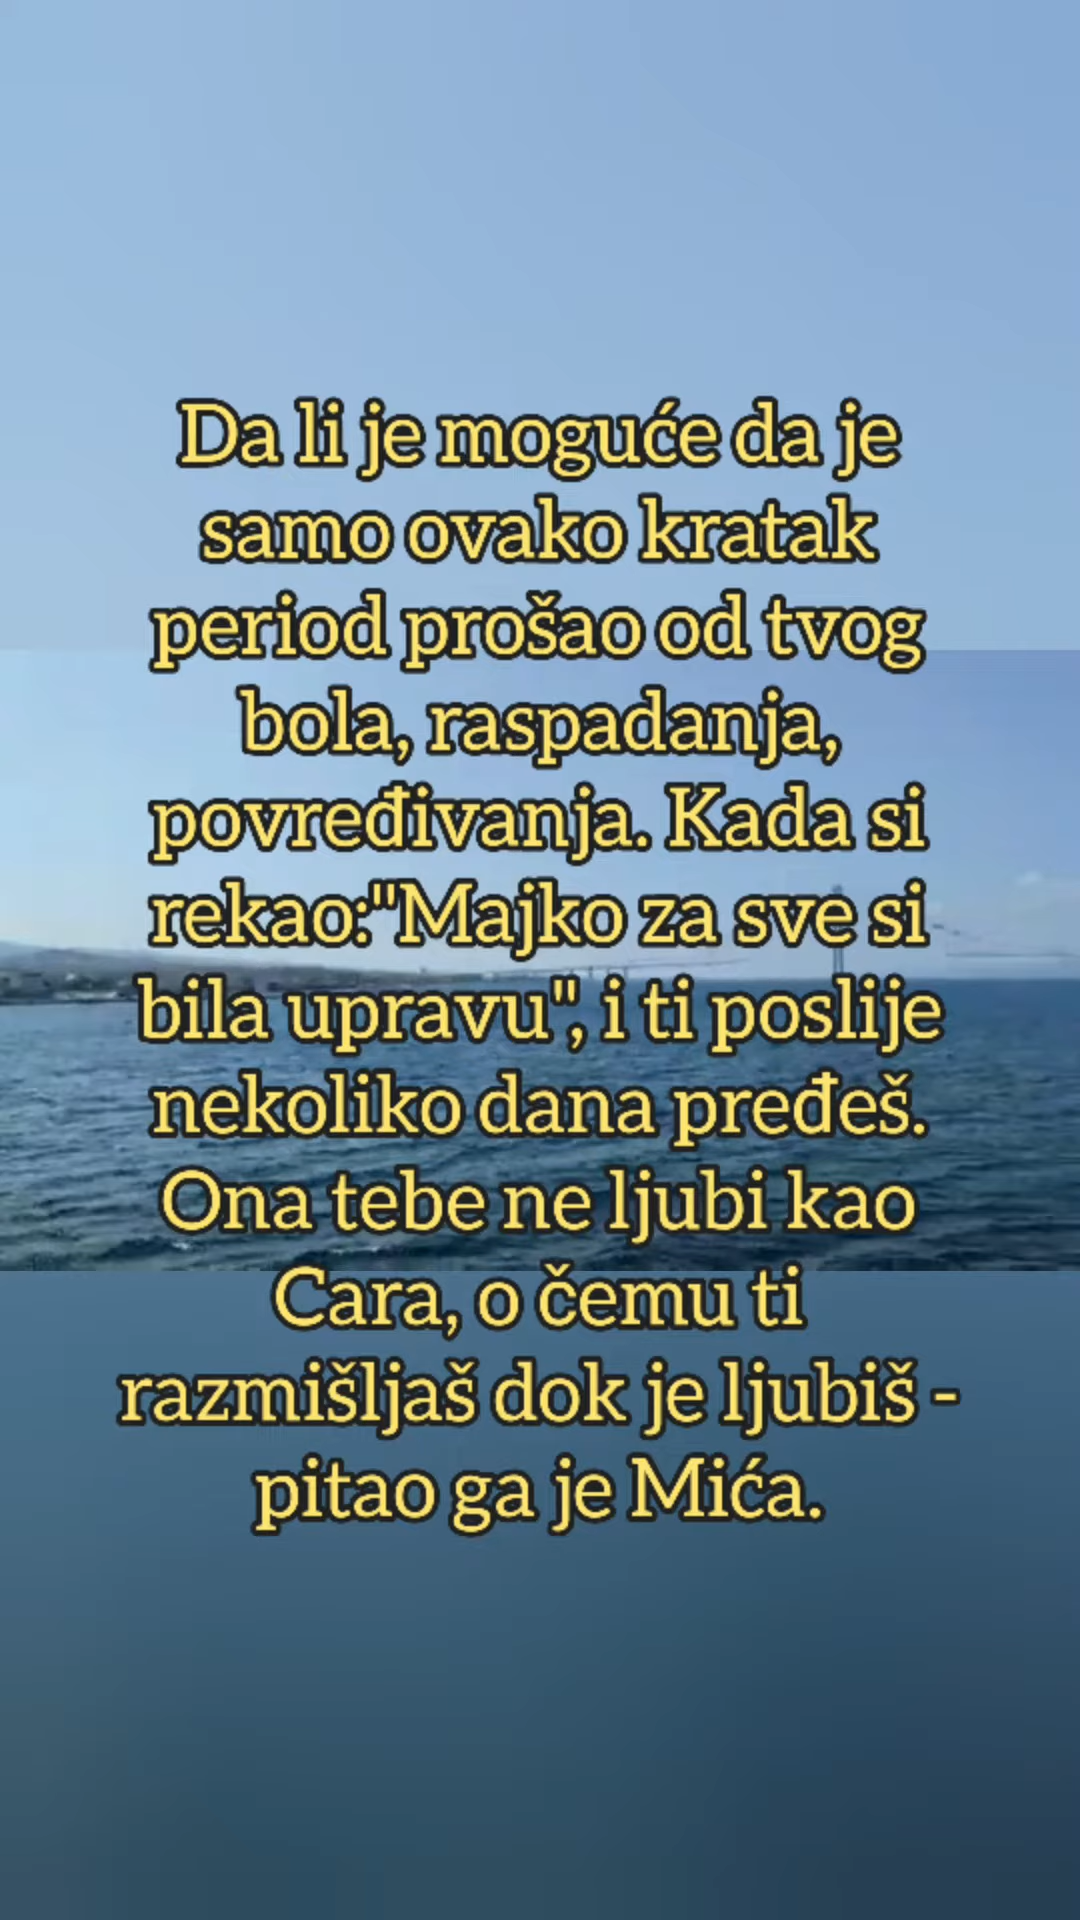 Da li je moguće da je
samo ovako kratak
period prošao od tvog
bola, raspadanja,
povređivanja. Kada si
rekao:"Majko za sve si
bila upravu", i ti poslije
nekoliko dana pređeš.
Ona tebe ne ljubi kao
Cara, o čemu ti
razmišljaš dok je ljubiš -
pitao ga je Mića.